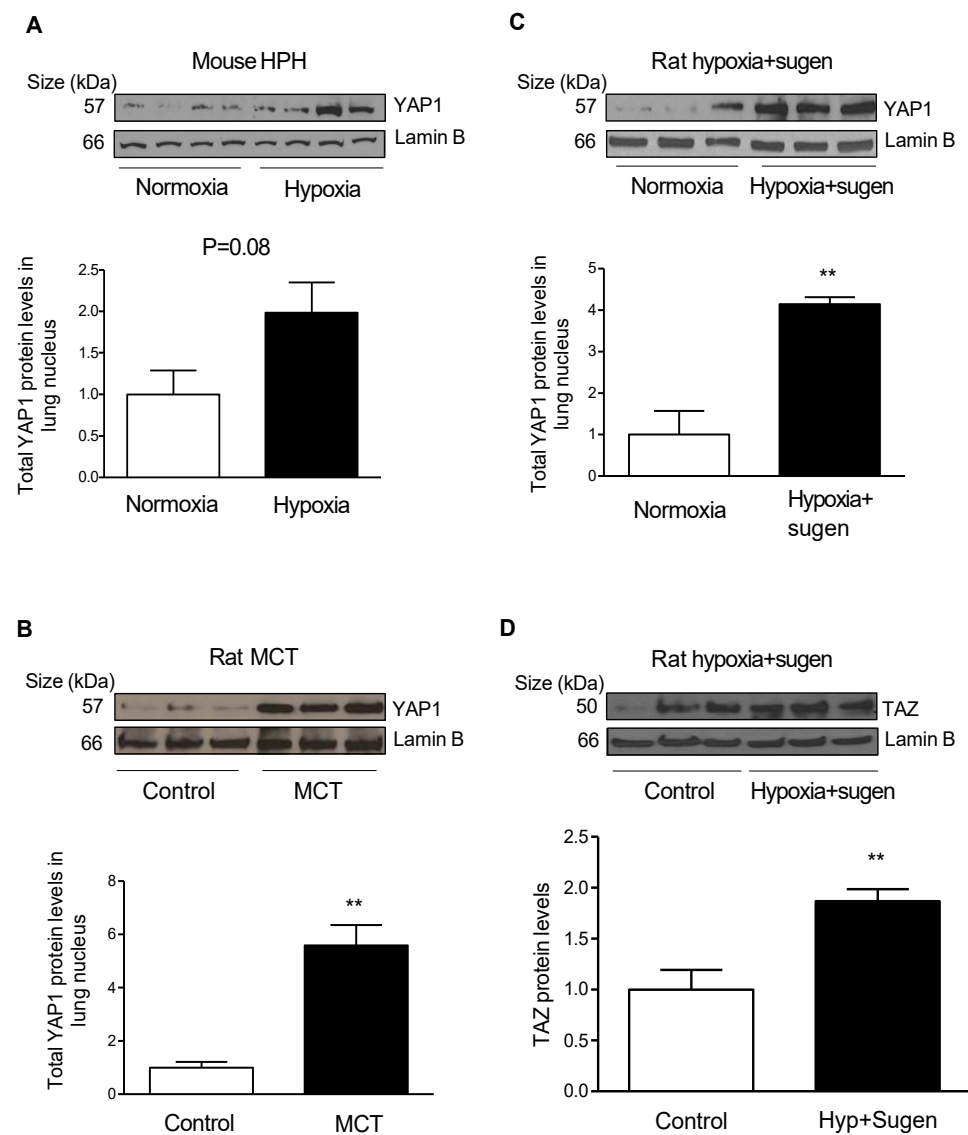 A
Mouse HPH
Size (kDa)
57
YAP1
66
Lamin B
Normoxia
Hypoxia
P=0.08
Total YAP1 protein levels in
lung nucleus
2.5
2.0
1.5
1.0
0.5
0.0
Normoxia
Hypoxia
C
Rat hypoxia+sugen
Size (kDa)
57
YAP1
66
Lamin B
Normoxia
Hypoxia+sugen
Total YAP1 protein levels in
lung nucleus
5
4
3
2
1
0
**
Normoxia
Hypoxia+
sugen
B
Rat MCT
Size (kDa)
57
YAP1
66
Lamin B
Control
MCT
Total YAP1 protein levels in
lung nucleus
8
6
4
2
0
**
Control
MCT
D
Rat hypoxia+sugen
Size (kDa)
50
TAZ
66
Lamin B
Control
Hypoxia+sugen
TAZ protein levels
2.5
2.0
1.5
1.0
0.5
0.0
**
Control
Hyp+Sugen